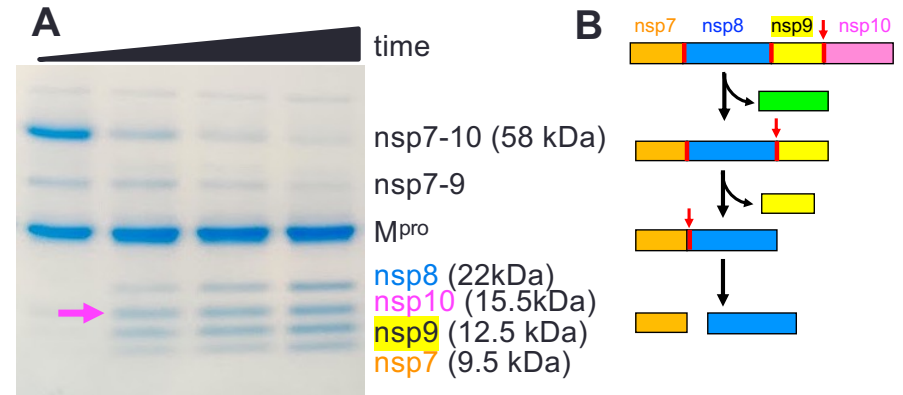 A
time
nsp7-10 (58 kDa)
nsp7-9
Mpro
nsp8 (22kDa)
nsp10 (15.5kDa)
nsp9 (12.5 kDa)
nsp7 (9.5 kDa)
B
nsp7 nsp8 nsp9 nsp10